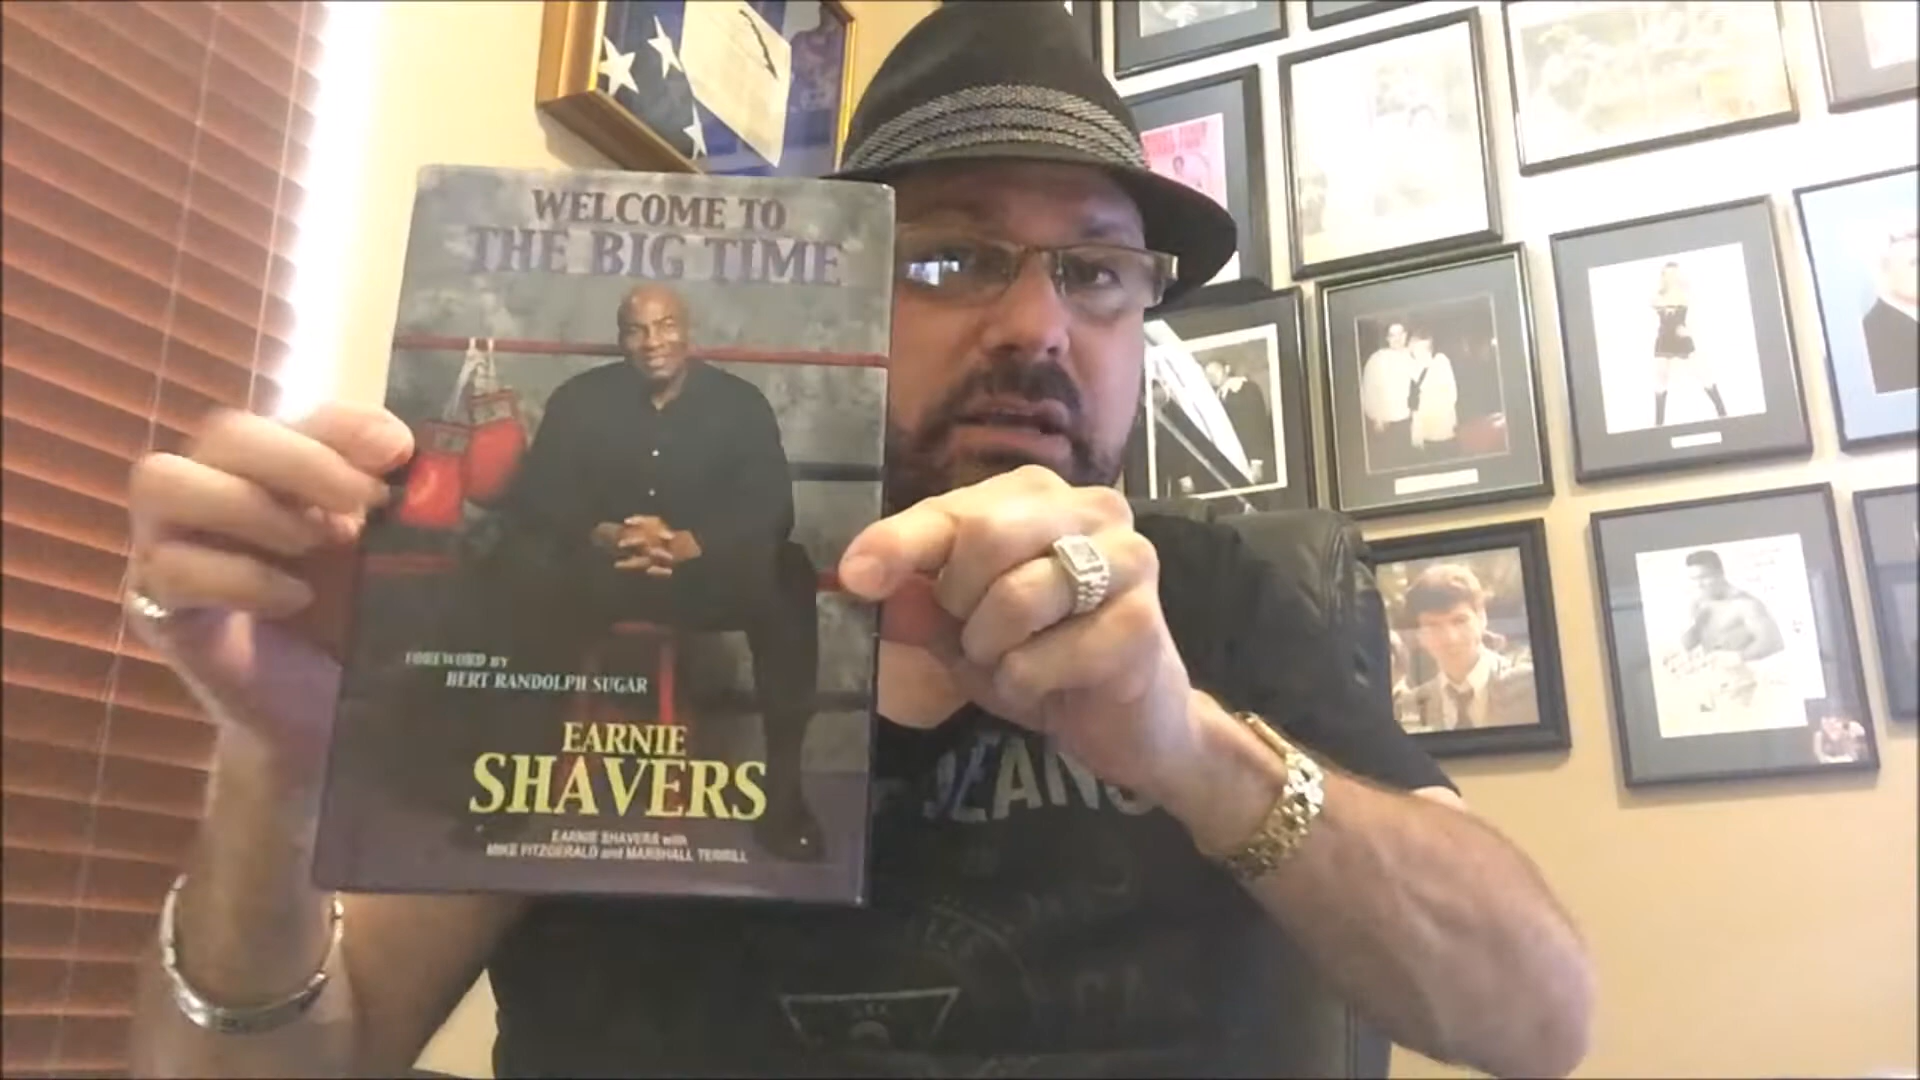 WELCOME TO
THE BIG TIME
FOREWORD BY
BERT RANDOLPH SUGAR
EARNIE
SHAVERS
EARNIE SHAVERS with
MIKE FITZGERALD and MARSHALL TERRILL
JEANS